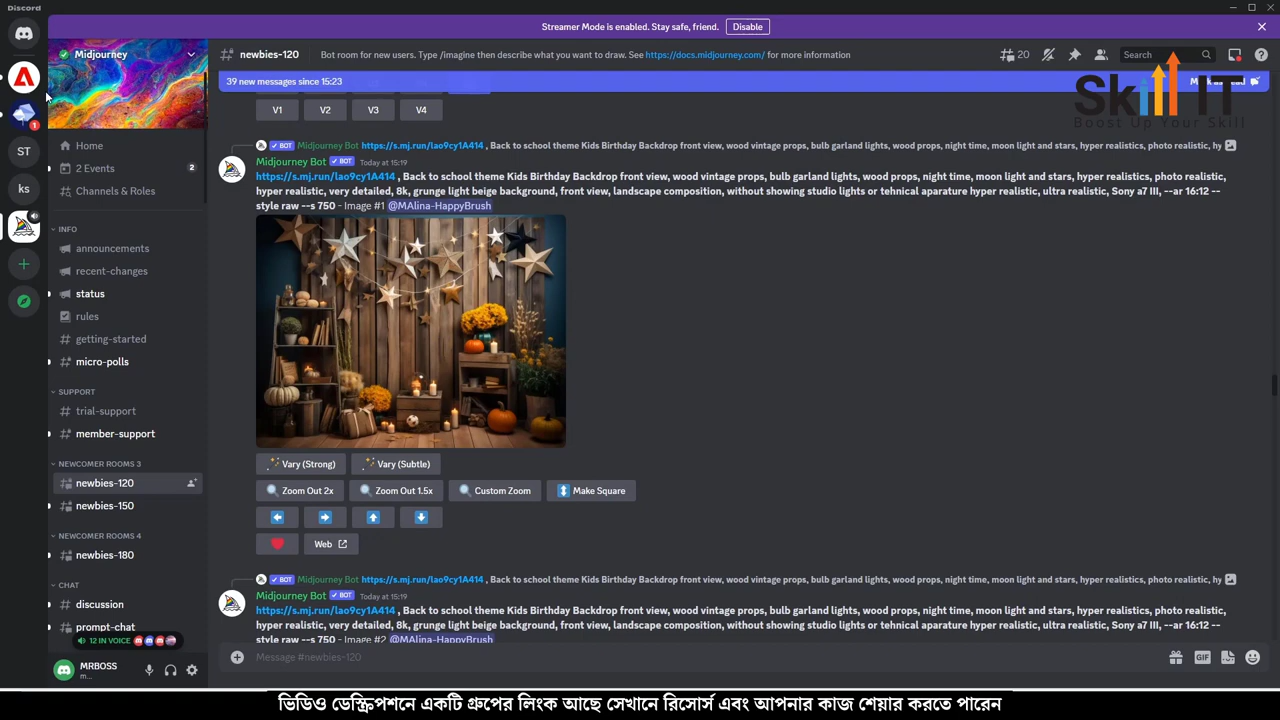 Discord
Streamer Mode is enabled. Stay safe, friend.
Disable
Midjourney
newbies-120
Bot room for new users. Type /imagine then describe what you want to draw. See https://docs.midjourney.com/ for more information
20
Search
39 new messages since 15:23
Skill IT
Boost Up Your Skill
V1
V2
V3
V4
1
ST
ks
Home
2 Events
2
Channels & Roles
INFO
announcements
recent-changes
status
rules
getting-started
micro-polls
SUPPORT
trial-support
member-support
NEWCOMER ROOMS 3
newbies-120
newbies-150
NEWCOMER ROOMS 4
newbies-180
CHAT
discussion
prompt-chat
12 IN VOICE
MRBOSS
m...
BOT Midjourney Bot https://s.mj.run/lao9cy1A414 , Back to school theme Kids Birthday Backdrop front view, wood vintage props, bulb garland lights, wood props, night time, moon light and stars, hyper realistics, photo realistic, hy
Midjourney Bot BOT Today at 15:19
https://s.mj.run/lao9cy1A414 , Back to school theme Kids Birthday Backdrop front view, wood vintage props, bulb garland lights, wood props, night time, moon light and stars, hyper realistics, photo realistic,
hyper realistic, very detailed, 8k, grunge light beige background, front view, landscape composition, without showing studio lights or tehnical aparature hyper realistic, ultra realistic, Sony a7 III, --ar 16:12 --
style raw --s 750 - Image #1 @MAlina-HappyBrush
Vary (Strong)
Vary (Subtle)
Zoom Out 2x
Zoom Out 1.5x
Custom Zoom
Make Square
Web
BOT Midjourney Bot https://s.mj.run/lao9cy1A414 , Back to school theme Kids Birthday Backdrop front view, wood vintage props, bulb garland lights, wood props, night time, moon light and stars, hyper realistics, photo realistic, hy
Midjourney Bot BOT Today at 15:19
https://s.mj.run/lao9cy1A414 , Back to school theme Kids Birthday Backdrop front view, wood vintage props, bulb garland lights, wood props, night time, moon light and stars, hyper realistics, photo realistic,
hyper realistic, very detailed, 8k, grunge light beige background, front view, landscape composition, without showing studio lights or tehnical aparature hyper realistic, ultra realistic, Sony a7 III, --ar 16:12 --
style raw --s 750 - Image #2 @MAlina-HappyBrush
Message #newbies-120
GIF
ভিডিও ডেস্ক্রিপশনে একটি গ্রুপের লিংক আছে সেখানে রিসোর্স এবং আপনার কাজ শেয়ার করতে পারেন